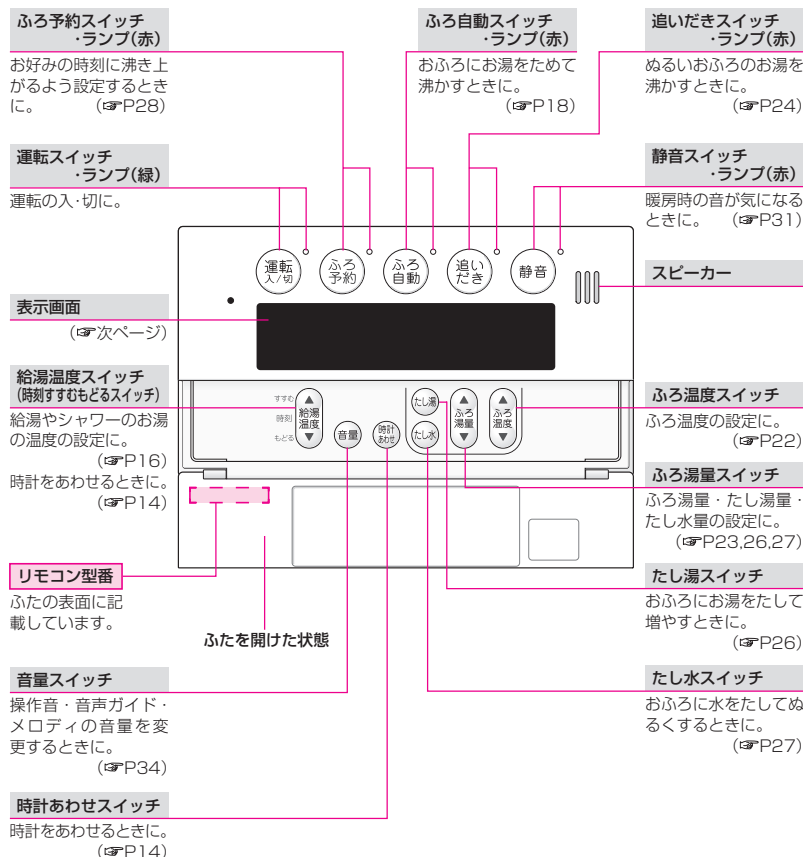 ふろ予約スイッチ
・ランプ(赤)
お好みの時刻に沸き上
がるよう設定するとき
に。 (☞P28)
ふろ自動スイッチ
・ランプ(赤)
おふろにお湯をためて
沸かすときに。
(☞P18)
追いだきスイッチ
・ランプ(赤)
ぬるいおふろのお湯を
沸かすときに。
(☞P24)
運転スイッチ
・ランプ(緑)
運転の入・切に。
静音スイッチ
・ランプ(赤)
暖房時の音が気になる
ときに。 (☞P31)
スピーカー
運転
入/切
ふろ
予約
ふろ
自動
追い
だき
静音
表示画面
(☞次ページ)
給湯温度スイッチ
(時刻すすむもどるスイッチ)
給湯やシャワーのお湯
の温度の設定に。
(☞P16)
時計をあわせるときに。
(☞P14)
すすむ
時刻
もどる
▲
給湯
温度
▼
音量
時計
あわせ
たし湯
たし水
▲
ふろ
湯量
▼
▲
ふろ
温度
▼
ふろ温度スイッチ
ふろ温度の設定に。
(☞P22)
ふろ湯量スイッチ
ふろ湯量・たし湯量・
たし水量の設定に。
(☞P23,26,27)
リモコン型番
ふたの表面に記
載しています。
ふたを開けた状態
たし湯スイッチ
おふろにお湯をたして
増やすときに。
(☞P26)
音量スイッチ
操作音・音声ガイド・
メロディの音量を変
更するときに。
(☞P34)
たし水スイッチ
おふろに水をたしてぬ
るくするときに。
(☞P27)
時計あわせスイッチ
時計をあわせるときに。
(☞P14)